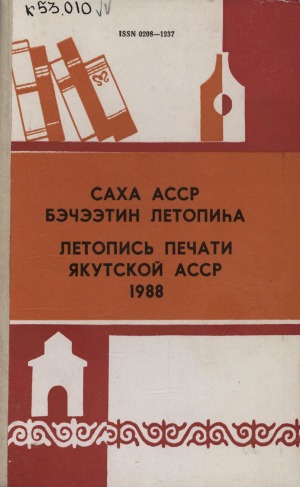 к53.010
ISSN 0208—1237
САХА АССР
БЭЧЭЭТИН ЛЕТОПИҺА
ЛЕТОПИСЬ ПЕЧАТИ
ЯКУТСКОЙ АССР
1988